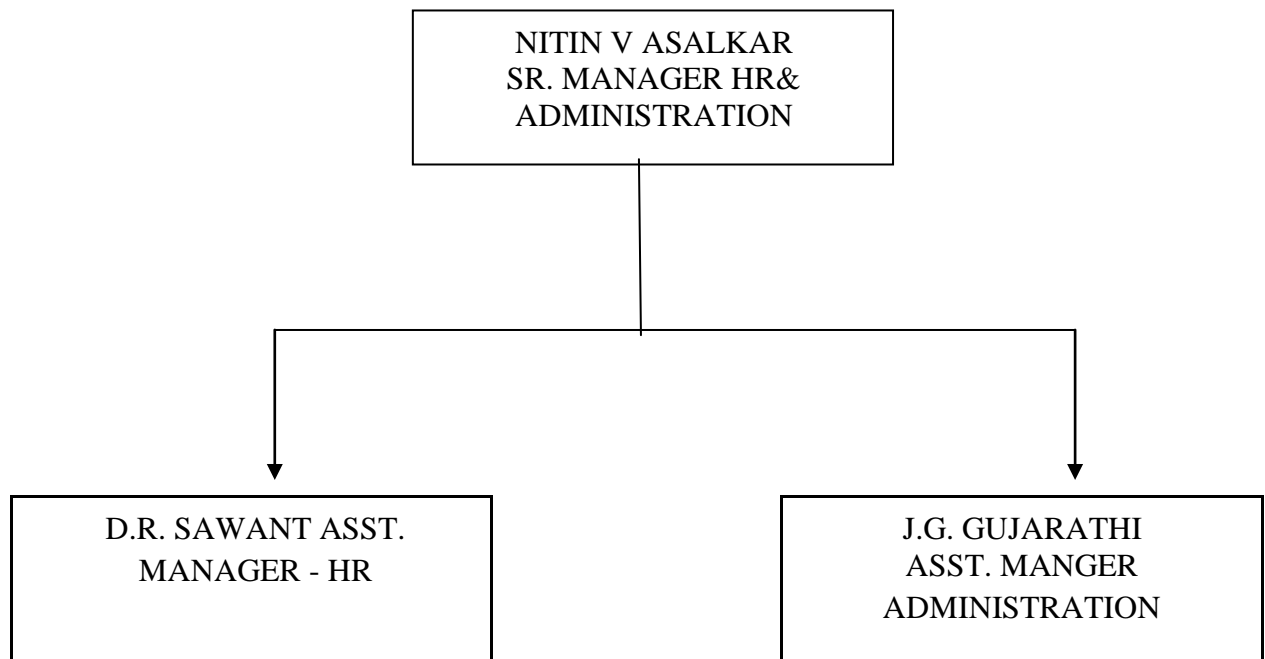 NITIN V ASALKAR
SR. MANAGER HR&
ADMINISTRATION
D.R. SAWANT ASST.
MANAGER - HR
J.G. GUJARATHI
ASST. MANGER
ADMINISTRATION